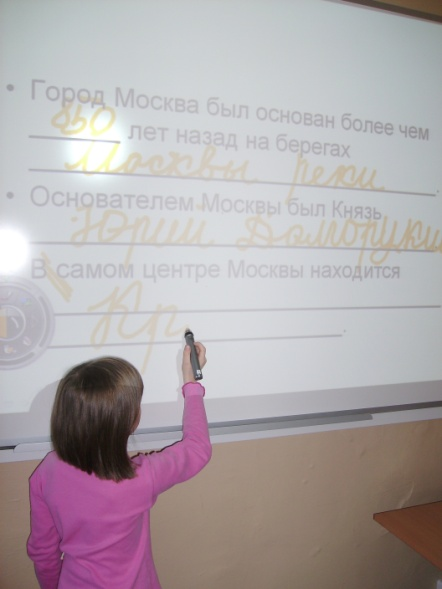 • Город Москва был основан более чем
850 лет назад на берегах
Москвы реки.
• Основателем Москвы был Князь
Юрий Долгорукий
В самом центре Москвы находится
Кр